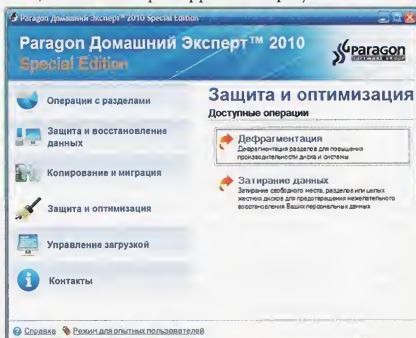 Paragon Домашний Эксперт™ 2010 Special Edition
Paragon Домашний Эксперт™ 2010
Special Edition
Paragon
SOFTWARE GROUP
Операции с разделами
Защита и восстановление
данных
Копирование и миграция
Защита и оптимизация
Управление загрузкой
Контакты
Защита и оптимизация
Доступные операции
Дефрагментация
Дефрагментация разделов для повышения
производительности диска и системы
Затирание данных
Затирание свободного места, разделов или целых
жестких дисков для предотвращения нежелательного
восстановления Ваших персональных данных
Справка
Режим для опытных пользователей